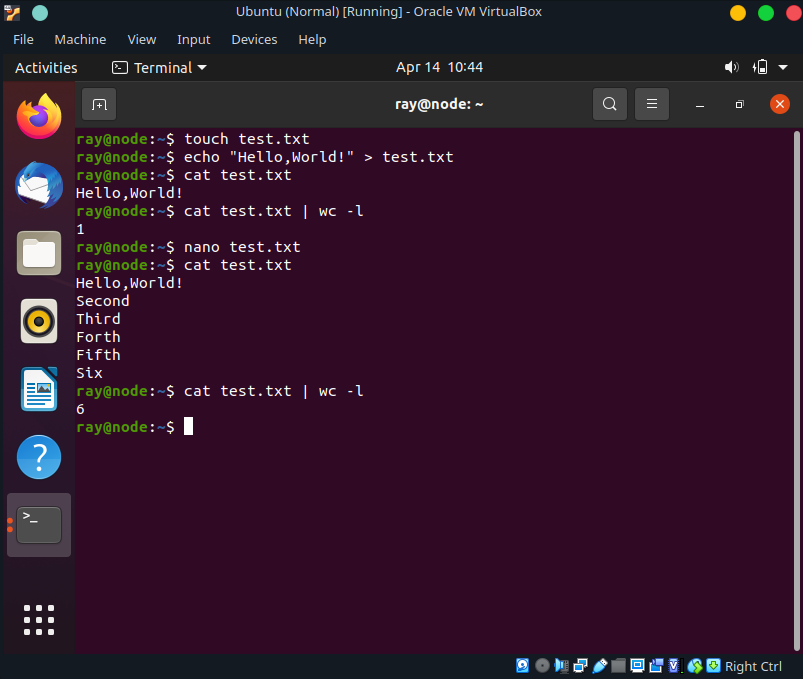 Ubuntu (Normal) [Running] - Oracle VM VirtualBox
File Machine View Input Devices Help
Activities Terminal Apr 14 10:44
ray@node: ~
ray@node:~$ touch test.txt
ray@node:~$ echo "Hello,World!" > test.txt
ray@node:~$ cat test.txt
Hello,World!
ray@node:~$ cat test.txt | wc -l
1
ray@node:~$ nano test.txt
ray@node:~$ cat test.txt
Hello,World!
Second
Third
Forth
Fifth
Six
ray@node:~$ cat test.txt | wc -l
6
ray@node:~$
Right Ctrl